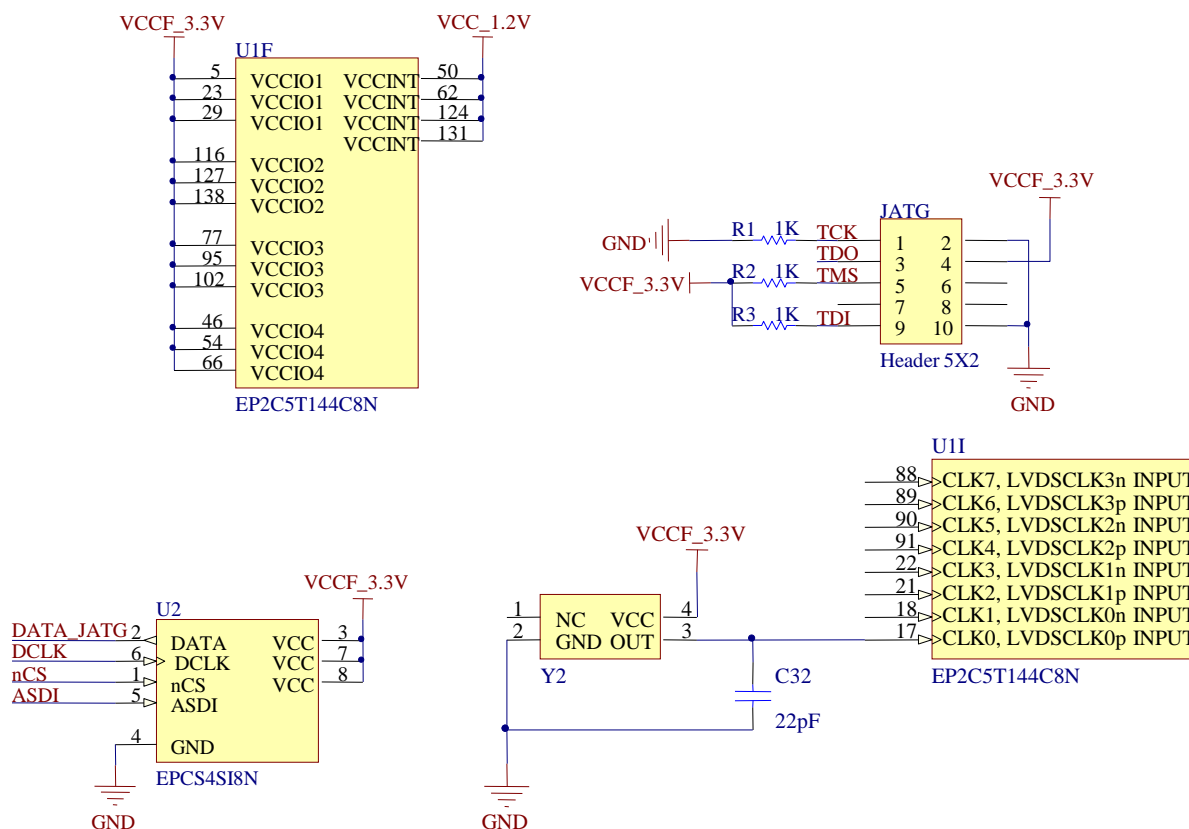 VCCF_3.3V
VCC_1.2V
U1F
5 VCCIO1 VCCINT 50
23 VCCIO1 VCCINT 62
29 VCCIO1 VCCINT 124
VCCINT 131
116 VCCIO2
127 VCCIO2
138 VCCIO2
77 VCCIO3
95 VCCIO3
102 VCCIO3
46 VCCIO4
54 VCCIO4
66 VCCIO4
EP2C5T144C8N
VCCF_3.3V
JATG
GND R1 1K TCK 1 2
TDO 3 4
VCCF_3.3V R2 1K TMS 5 6
7 8
R3 1K TDI 9 10
Header 5X2
GND
U1I
88 CLK7, LVDSCLK3n INPUT
89 CLK6, LVDSCLK3p INPUT
90 CLK5, LVDSCLK2n INPUT
91 CLK4, LVDSCLK2p INPUT
22 CLK3, LVDSCLK1n INPUT
21 CLK2, LVDSCLK1p INPUT
18 CLK1, LVDSCLK0n INPUT
17 CLK0, LVDSCLK0p INPUT
EP2C5T144C8N
VCCF_3.3V
1 NC VCC 4
2 GND OUT 3
Y2
C32
22pF
GND
VCCF_3.3V
U2
DATA_JATG 2 DATA VCC 3
DCLK 6 DCLK VCC 7
nCS 1 nCS VCC 8
ASDI 5 ASDI
4 GND
EPCS4SI8N
GND